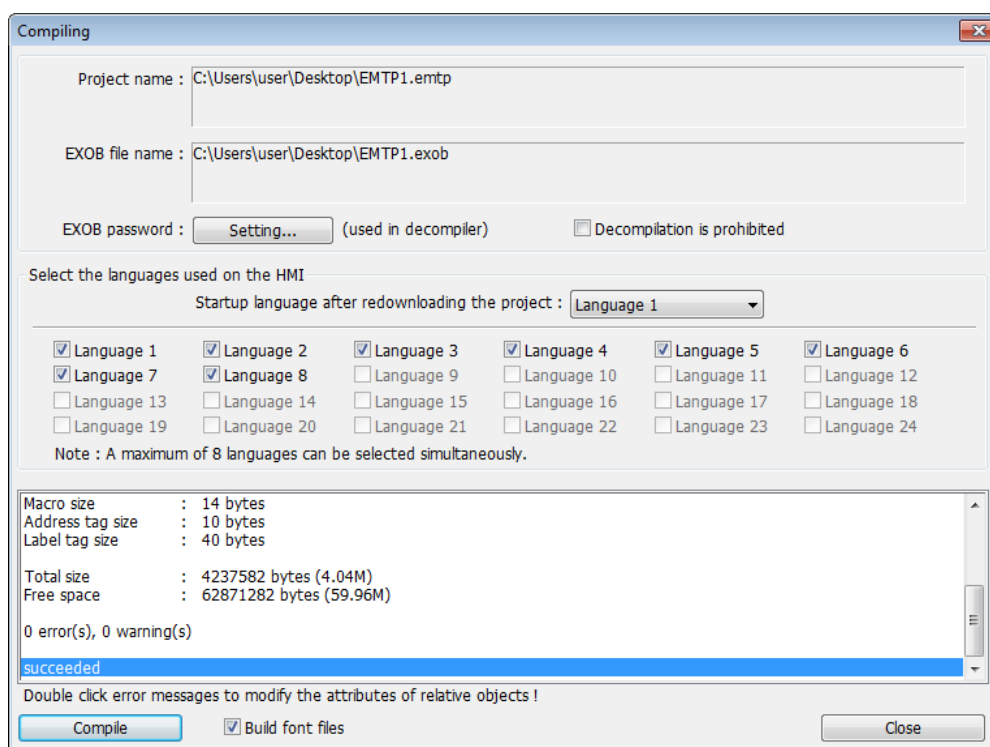 Compiling
Project name : C:\Users\user\Desktop\EMTP1.emtp
EXOB file name : C:\Users\user\Desktop\EMTP1.exob
EXOB password : Setting... (used in decompiler) Decompilation is prohibited
Select the languages used on the HMI
Startup language after redownloading the project : Language 1
Language 1 Language 2 Language 3 Language 4 Language 5 Language 6
Language 7 Language 8 Language 9 Language 10 Language 11 Language 12
Language 13 Language 14 Language 15 Language 16 Language 17 Language 18
Language 19 Language 20 Language 21 Language 22 Language 23 Language 24
Note : A maximum of 8 languages can be selected simultaneously.
Macro size : 14 bytes
Address tag size : 10 bytes
Label tag size : 40 bytes
Total size : 4237582 bytes (4.04M)
Free space : 62871282 bytes (59.96M)
0 error(s), 0 warning(s)
succeeded
Double click error messages to modify the attributes of relative objects !
Compile Build font files Close